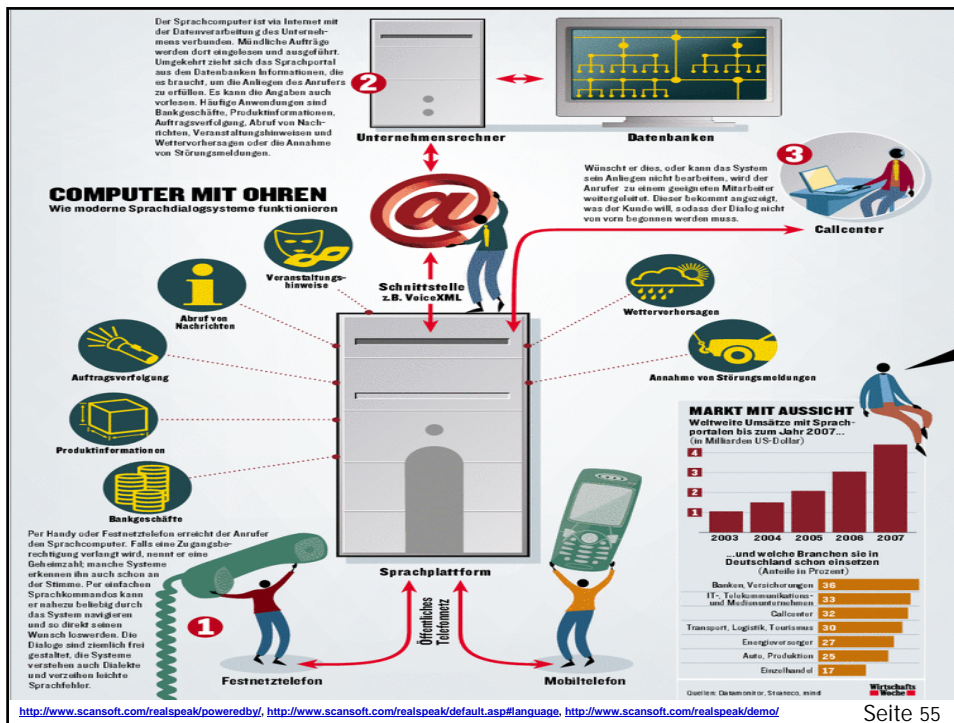 Der Sprachcomputer ist via Internet mit
der Datenverarbeitung des Unterneh-
mens verbunden. Mündliche Aufträge
werden dort eingelesen und ausgeführt.
Umgekehrt zieht sich das Sprachportal
aus den Datenbanken Informationen, die
es braucht, um die Anliegen des Anrufers
zu erfüllen. Es kann die Angaben auch
vorlesen. Häufige Anwendungen sind
Bankgeschäfte, Produktinformationen,
Auftragsverfolgung, Abruf von Nach-
richten, Veranstaltungshinweisen und
Wettervorhersagen oder die Annahme
von Störungsmeldungen.
2
Unternehmensrechner
Datenbanken
COMPUTER MIT OHREN
Wie moderne Sprachdialogsysteme funktionieren
Wünscht er dies, oder kann das System
sein Anliegen nicht bearbeiten, wird der
Anrufer zu einem geeigneten Mitarbeiter
weitergeleitet. Dieser bekommt angezeigt,
was der Kunde will, sodass der Dialog nicht
von vorn begonnen werden muss.
3
Callcenter
@
Schnittstelle
z.B. VoiceXML
Veranstaltungs-
hinweise
i
Abruf von
Nachrichten
Auftragsverfolgung
Produktinformationen
Bankgeschäfte
Wettervorhersagen
Annahme von Störungsmeldungen
Sprachplattform
Per Handy oder Festnetztelefon erreicht der Anrufer
den Sprachcomputer. Falls eine Zugangsbe-
rechtigung verlangt wird, nennt er eine
Geheimzahl; manche Systeme
erkennen ihn auch schon an
der Stimme. Per einfachen
Sprachkommandos kann
er nahezu beliebig durch
das System navigieren
und so direkt seinen
Wunsch loswerden. Die
Dialoge sind ziemlich frei
gestaltet, die Systeme
verstehen auch Dialekte
und verzeihen leichte
Sprachfehler.
1
Öffentliches
Telefonnetz
Festnetztelefon
Mobiltelefon
MARKT MIT AUSSICHT
Weltweite Umsätze mit Sprach-
portalen bis zum Jahr 2007...
(in Milliarden US-Dollar)
4
3
2
1
2003 2004 2005 2006 2007
...und welche Branchen sie in
Deutschland schon einsetzen
(Anteile in Prozent)
Banken, Versicherungen 36
IT-, Telekommunikations-
und Medienunternehmen 33
Callcenter 32
Transport, Logistik, Tourismus 30
Energieversorger 27
Auto, Produktion 25
Einzelhandel 17
Quellen: Datamonitor, Strateco, mind
Wirtschafts
Woche
http://www.scansoft.com/realspeak/poweredby/, http://www.scansoft.com/realspeak/default.asp#language, http://www.scansoft.com/realspeak/demo/
Seite 55